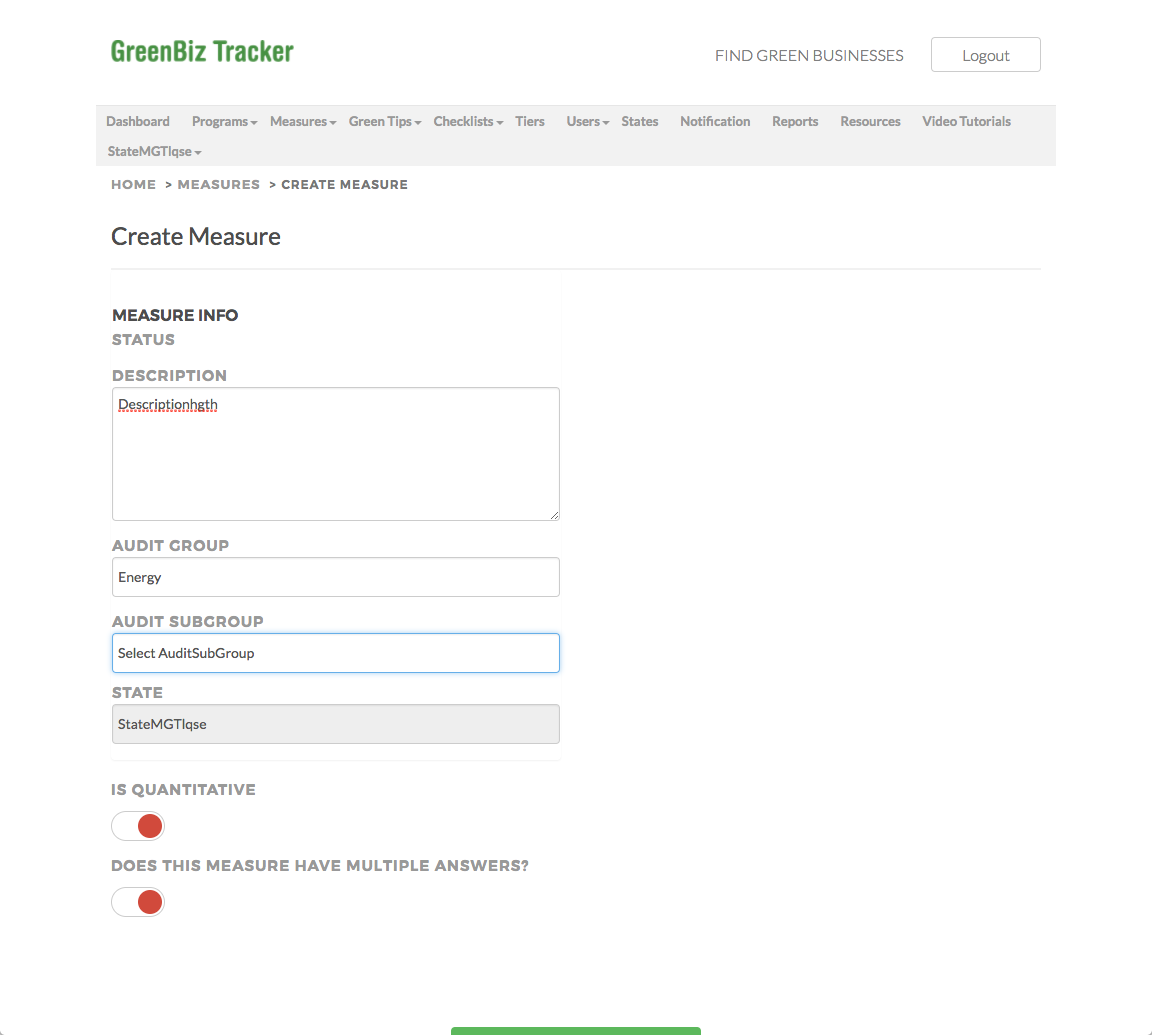 GreenBiz Tracker
FIND GREEN BUSINESSES Logout
Dashboard Programs Measures Green Tips Checklists Tiers Users States Notification Reports Resources Video Tutorials
StateMGTlqse
HOME > MEASURES > CREATE MEASURE
Create Measure
MEASURE INFO
STATUS
DESCRIPTION
Descriptionhgth
AUDIT GROUP
Energy
AUDIT SUBGROUP
Select AuditSubGroup
STATE
StateMGTlqse
IS QUANTITATIVE
DOES THIS MEASURE HAVE MULTIPLE ANSWERS?